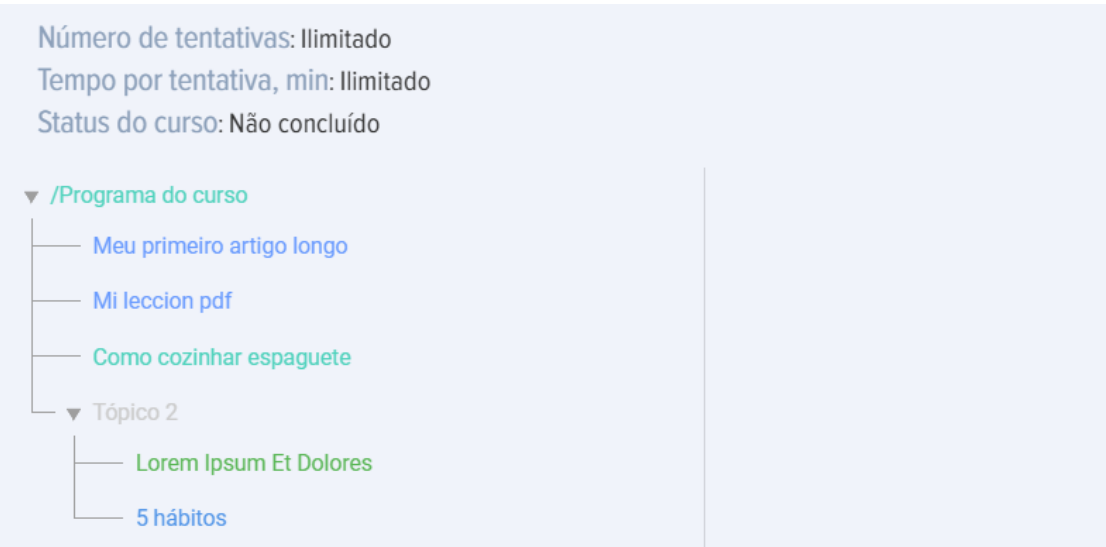 Número de tentativas: Ilimitado
Tempo por tentativa, min: Ilimitado
Status do curso: Não concluído
/Programa do curso
Meu primeiro artigo longo
Mi leccion pdf
Como cozinhar espaguete
Tópico 2
Lorem Ipsum Et Dolores
5 hábitos